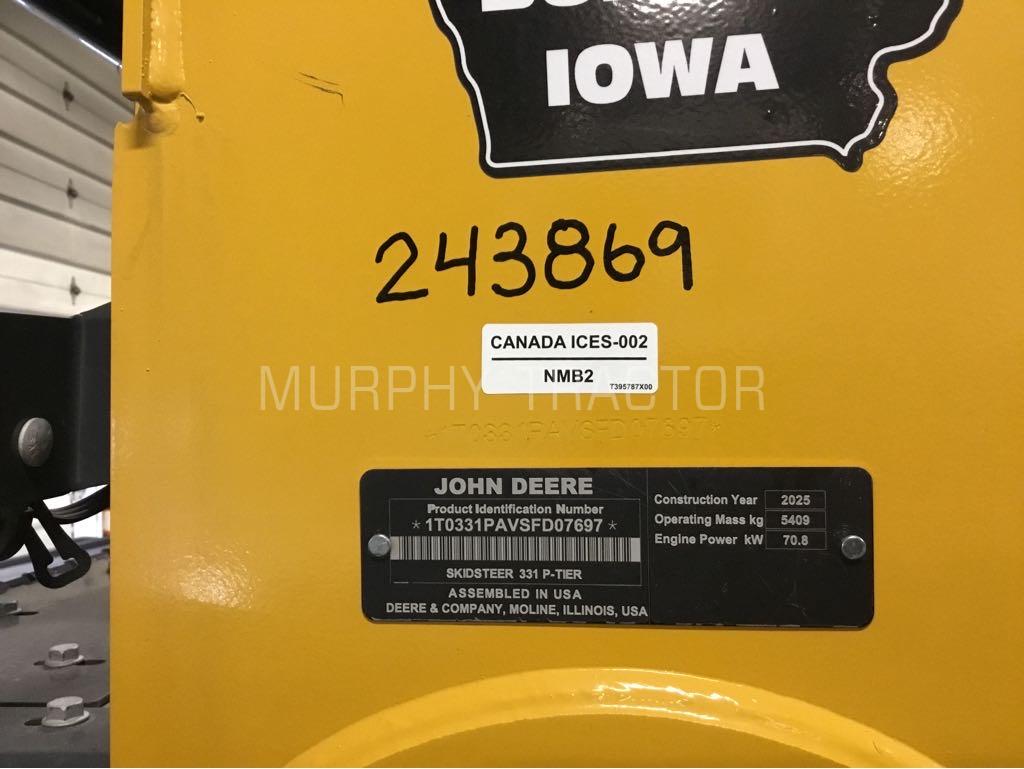 IOWA
243869
CANADA ICES-002
NMB2 T395787X00
MURPHY TRACTOR
*1T0331PAVSFD07697*
JOHN DEERE
Product Identification Number
*1T0331PAVSFD07697*
SKIDSTEER 331 P-TIER
ASSEMBLED IN USA
DEERE & COMPANY, MOLINE, ILLINOIS, USA
Construction Year 2025
Operating Mass kg 5409
Engine Power kW 70.8